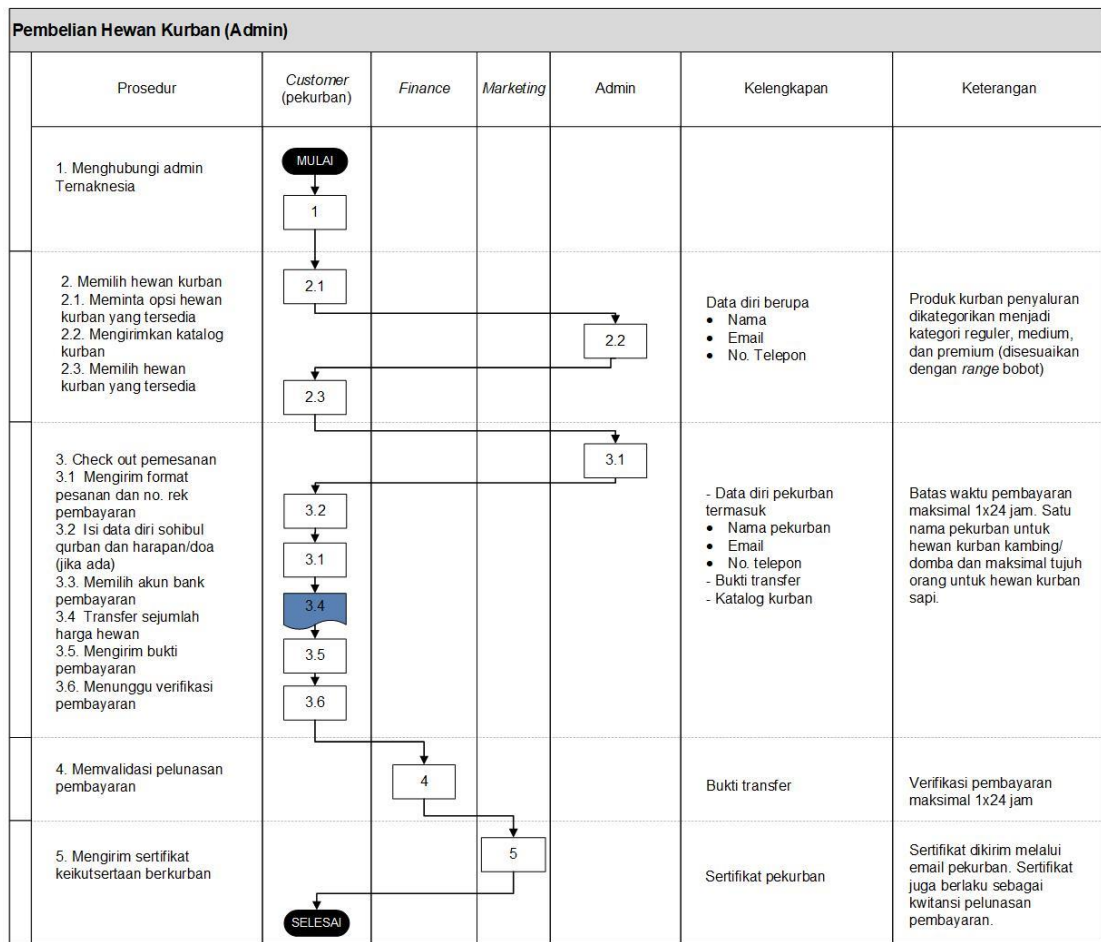 Pembelian Hewan Kurban (Admin)
Prosedur
Customer
(pekurban)
Finance
Marketing
Admin
Kelengkapan
Keterangan
1. Menghubungi admin
Ternaknesia
MULAI
1
2. Memilih hewan kurban
2.1. Meminta opsi hewan
kurban yang tersedia
2.2. Mengirimkan katalog
kurban
2.3. Memilih hewan
kurban yang tersedia
2.1
2.2
2.3
Data diri berupa
• Nama
• Email
• No. Telepon
Produk kurban penyaluran
dikategorikan menjadi
kategori reguler, medium,
dan premium (disesuaikan
dengan range bobot)
3. Check out pemesanan
3.1 Mengirim format
pesanan dan no. rek
pembayaran
3.2 Isi data diri sohibul
qurban dan harapan/doa
(jika ada)
3.3. Memilih akun bank
pembayaran
3.4 Transfer sejumlah
harga hewan
3.5. Mengirim bukti
pembayaran
3.6. Menunggu verifikasi
pembayaran
3.1
3.2
3.1
3.4
3.5
3.6
- Data diri pekurban
termasuk
• Nama pekurban
• Email
• No. telepon
- Bukti transfer
- Katalog kurban
Batas waktu pembayaran
maksimal 1x24 jam. Satu
nama pekurban untuk
hewan kurban kambing/
domba dan maksimal tujuh
orang untuk hewan kurban
sapi.
4. Memvalidasi pelunasan
pembayaran
4
Bukti transfer
Verifikasi pembayaran
maksimal 1x24 jam
5. Mengirim sertifikat
keikutsertaan berkurban
5
SELESAI
Sertifikat pekurban
Sertifikat dikirim melalui
email pekurban. Sertifikat
juga berlaku sebagai
kwitansi pelunasan
pembayaran.